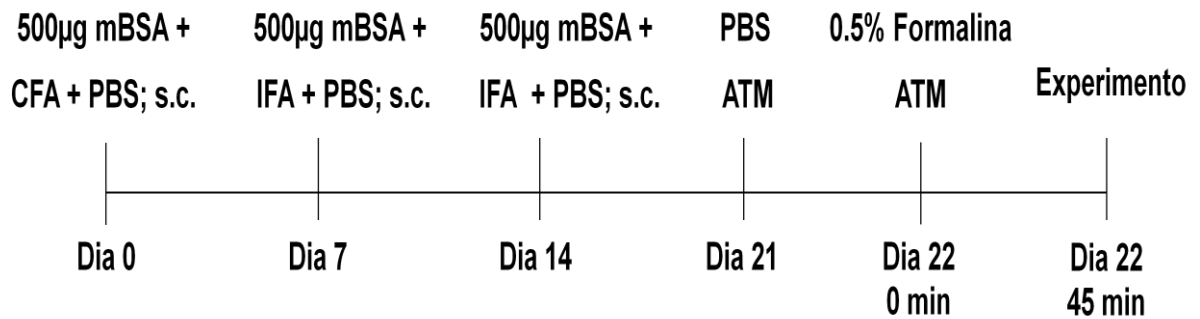 500µg mBSA +
CFA + PBS; s.c.
500µg mBSA +
IFA + PBS; s.c.
500µg mBSA +
IFA + PBS; s.c.
PBS
ATM
0.5% Formalina
ATM
Experimento
Dia 0
Dia 7
Dia 14
Dia 21
Dia 22
0 min
Dia 22
45 min